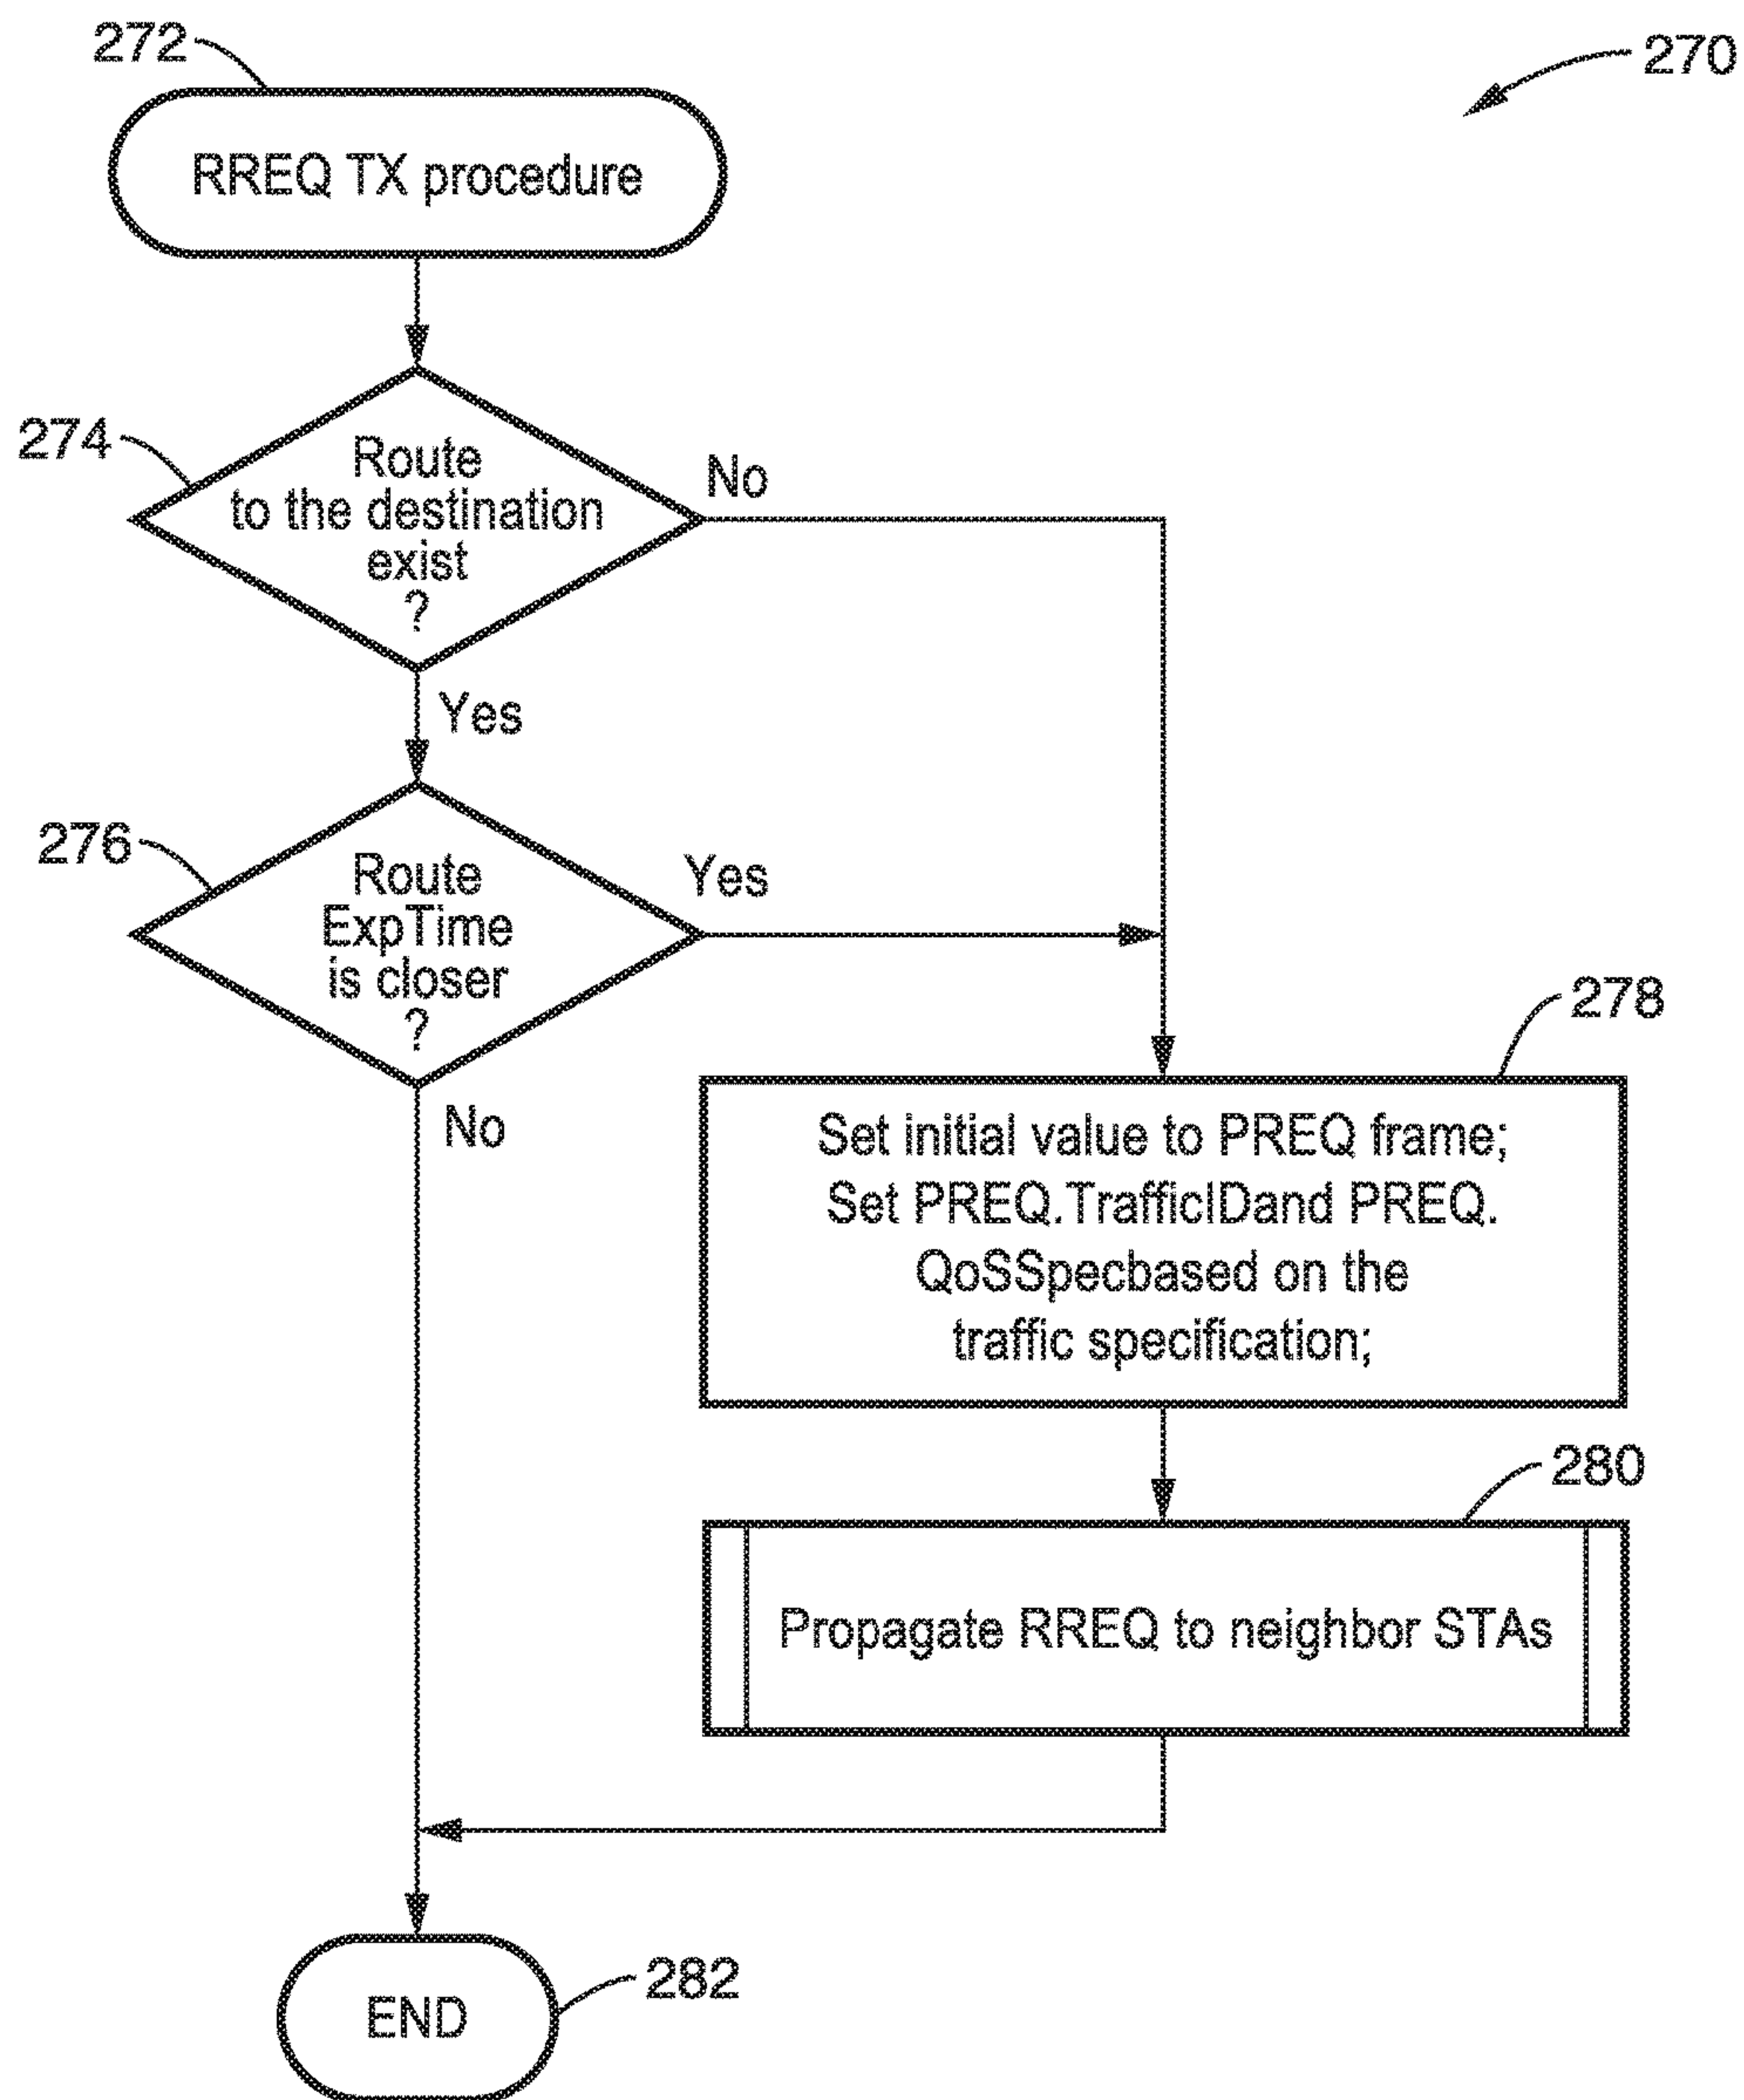 272
270
RREQ TX procedure
274
Route
to the destination
exist
?
No
Yes
276
Route
ExpTime
is closer
?
Yes
No
278
Set initial value to PREQ frame;
Set PREQ.TrafficIDand PREQ.
QoSSpecbased on the
traffic specification;
280
Propagate RREQ to neighbor STAs
282
END